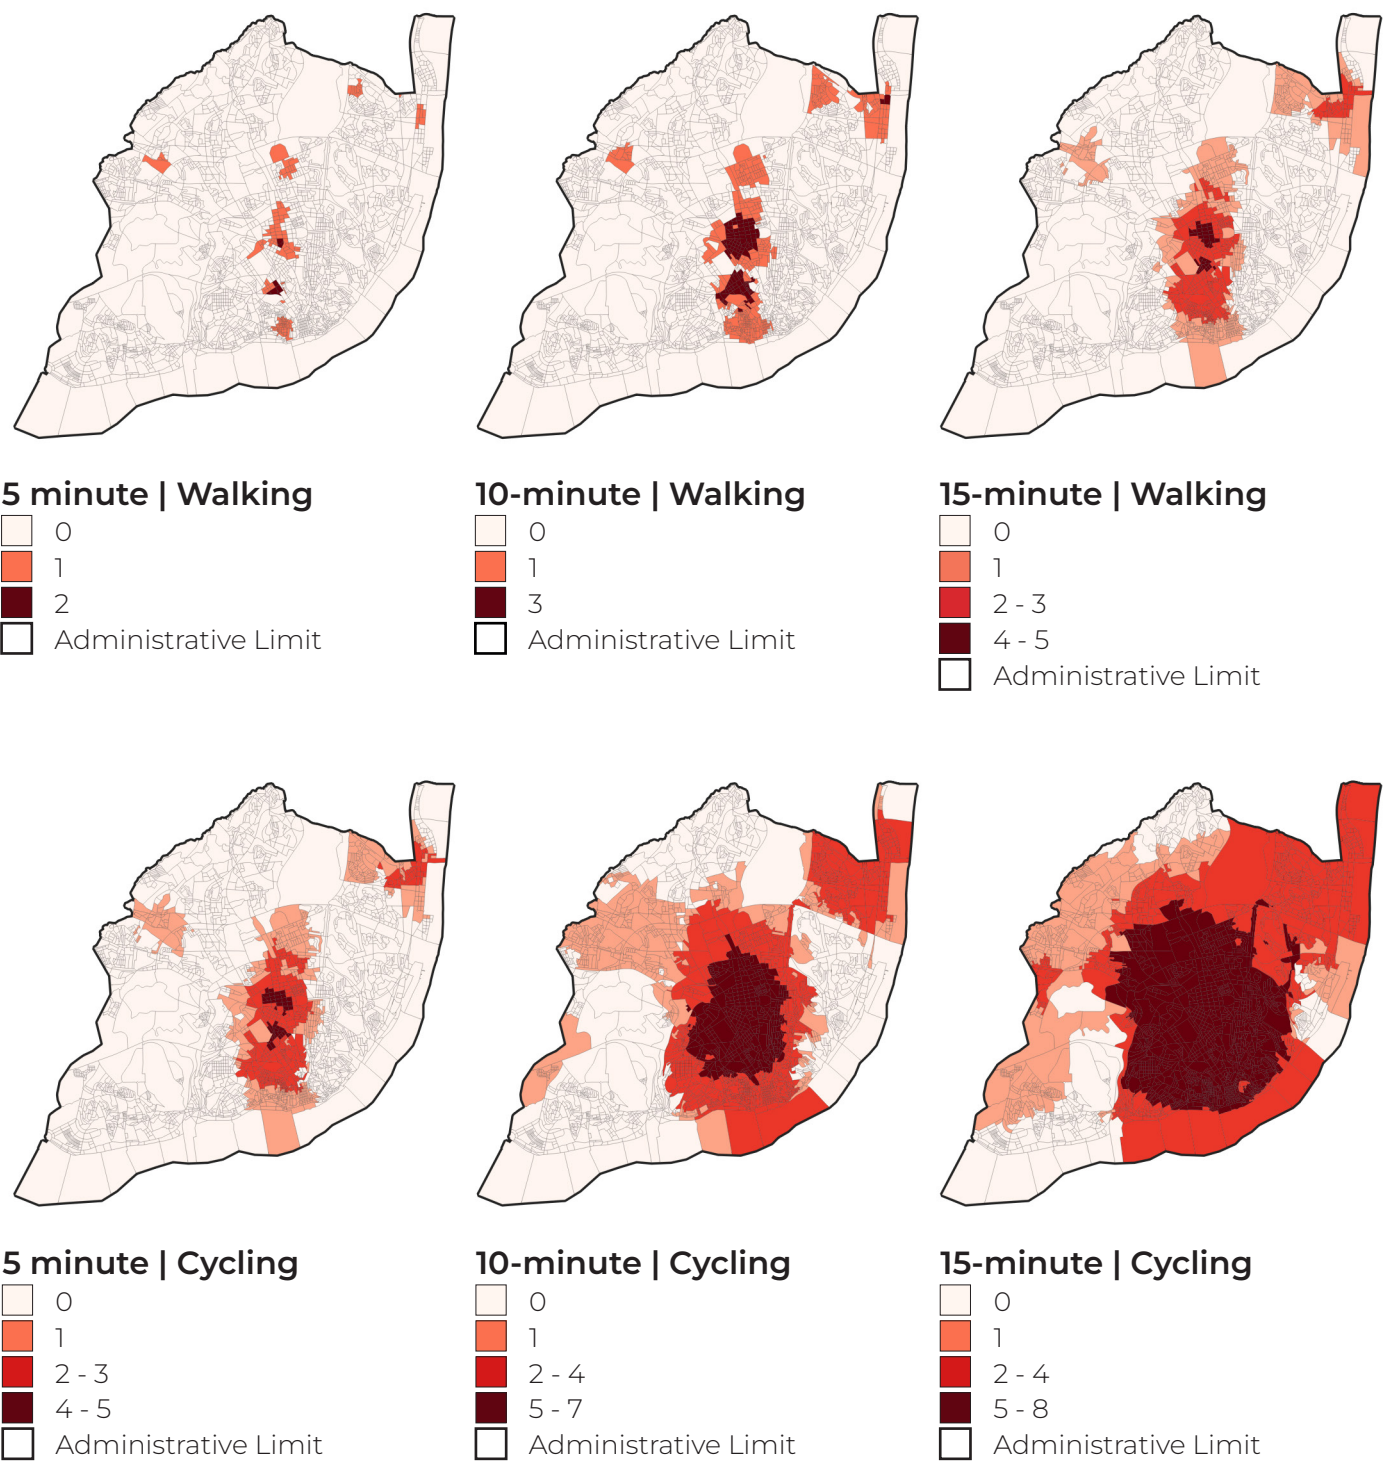 5 minute | Walking
0
1
2
Administrative Limit
10-minute | Walking
0
1
3
Administrative Limit
15-minute | Walking
0
1
2 - 3
4 - 5
Administrative Limit
5 minute | Cycling
0
1
2 - 3
4 - 5
Administrative Limit
10-minute | Cycling
0
1
2 - 4
5 - 7
Administrative Limit
15-minute | Cycling
0
1
2 - 4
5 - 8
Administrative Limit